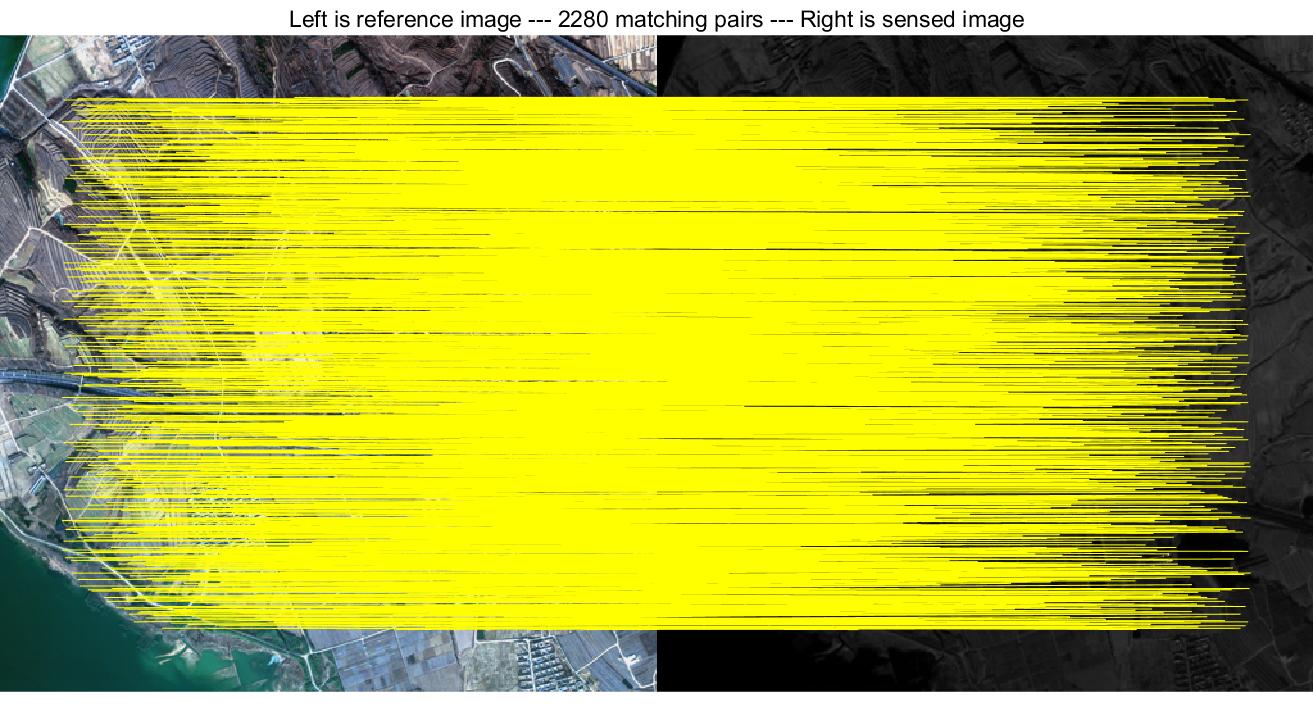 Left is reference image --- 2280 matching pairs --- Right is sensed image